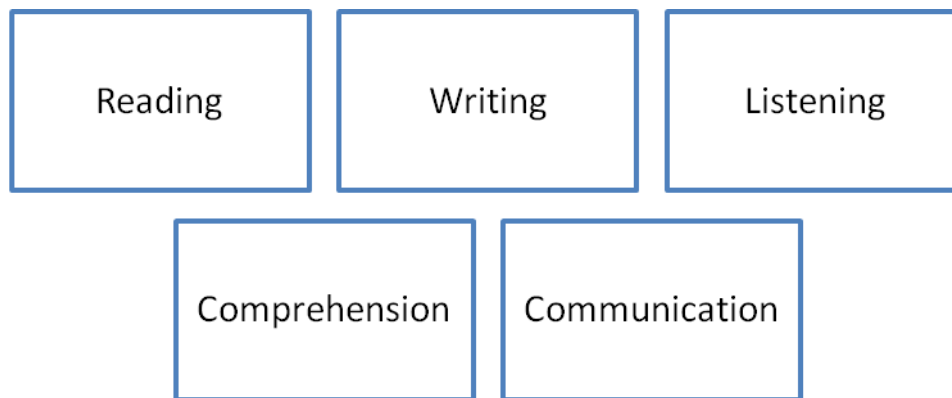 Reading
Writing
Listening
Comprehension
Communication